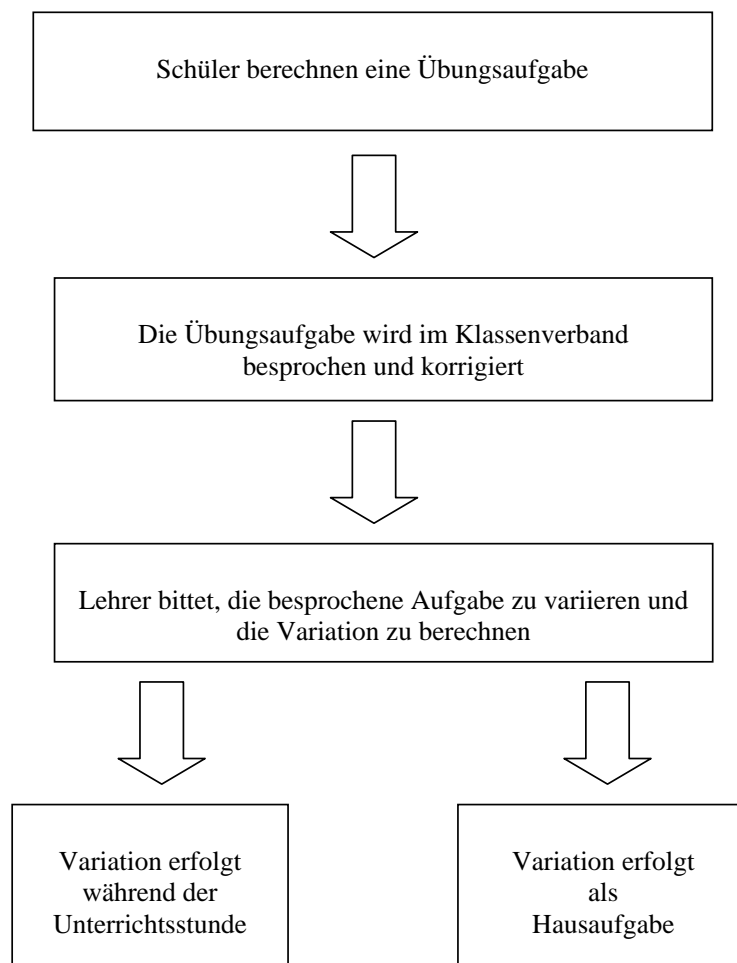 Schüler berechnen eine Übungsaufgabe
Die Übungsaufgabe wird im Klassenverband
besprochen und korrigiert
Lehrer bittet, die besprochene Aufgabe zu variieren und
die Variation zu berechnen
Variation erfolgt
während der
Unterrichtsstunde
Variation erfolgt
als
Hausaufgabe